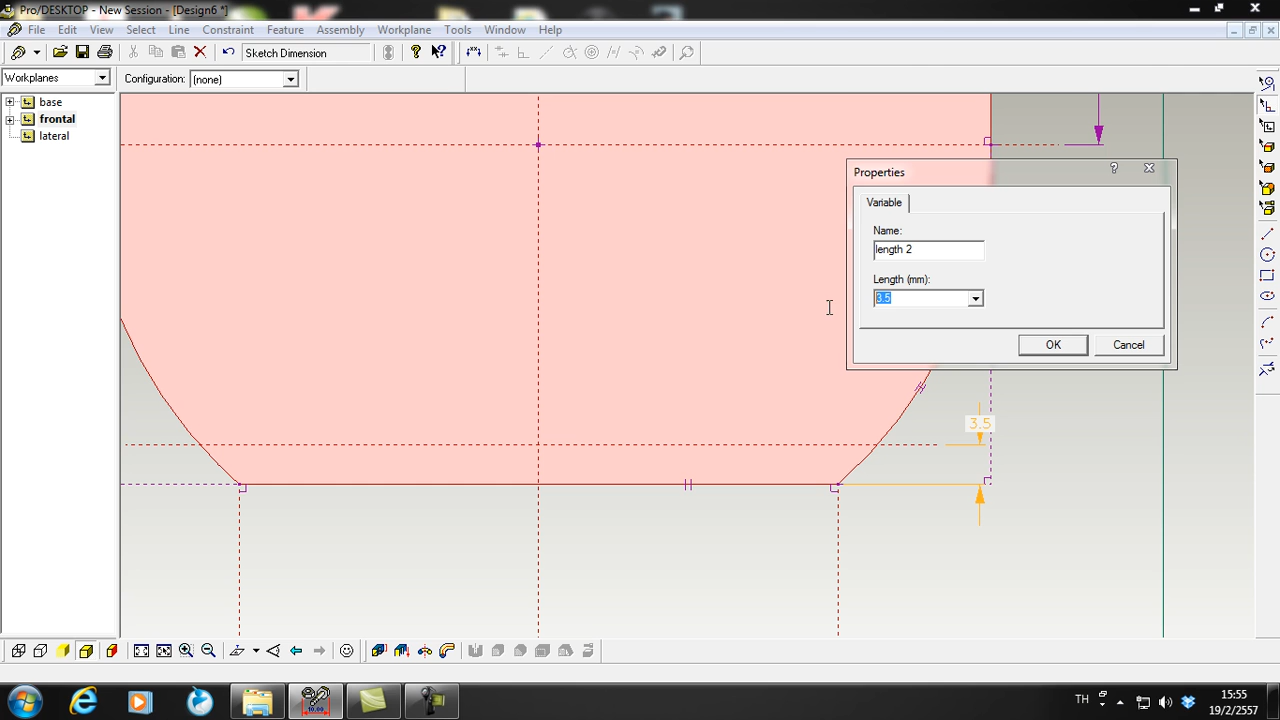 Pro/DESKTOP - New Session - [Design6 *]
File Edit View Select Line Constraint Feature Assembly Workplane Tools Window Help
Sketch Dimension
Workplanes
Configuration: (none)
base
frontal
lateral
Properties
Variable
Name:
length 2
Length (mm):
3.5
OK Cancel
3.5
10.00
TH
15:55
19/2/2557